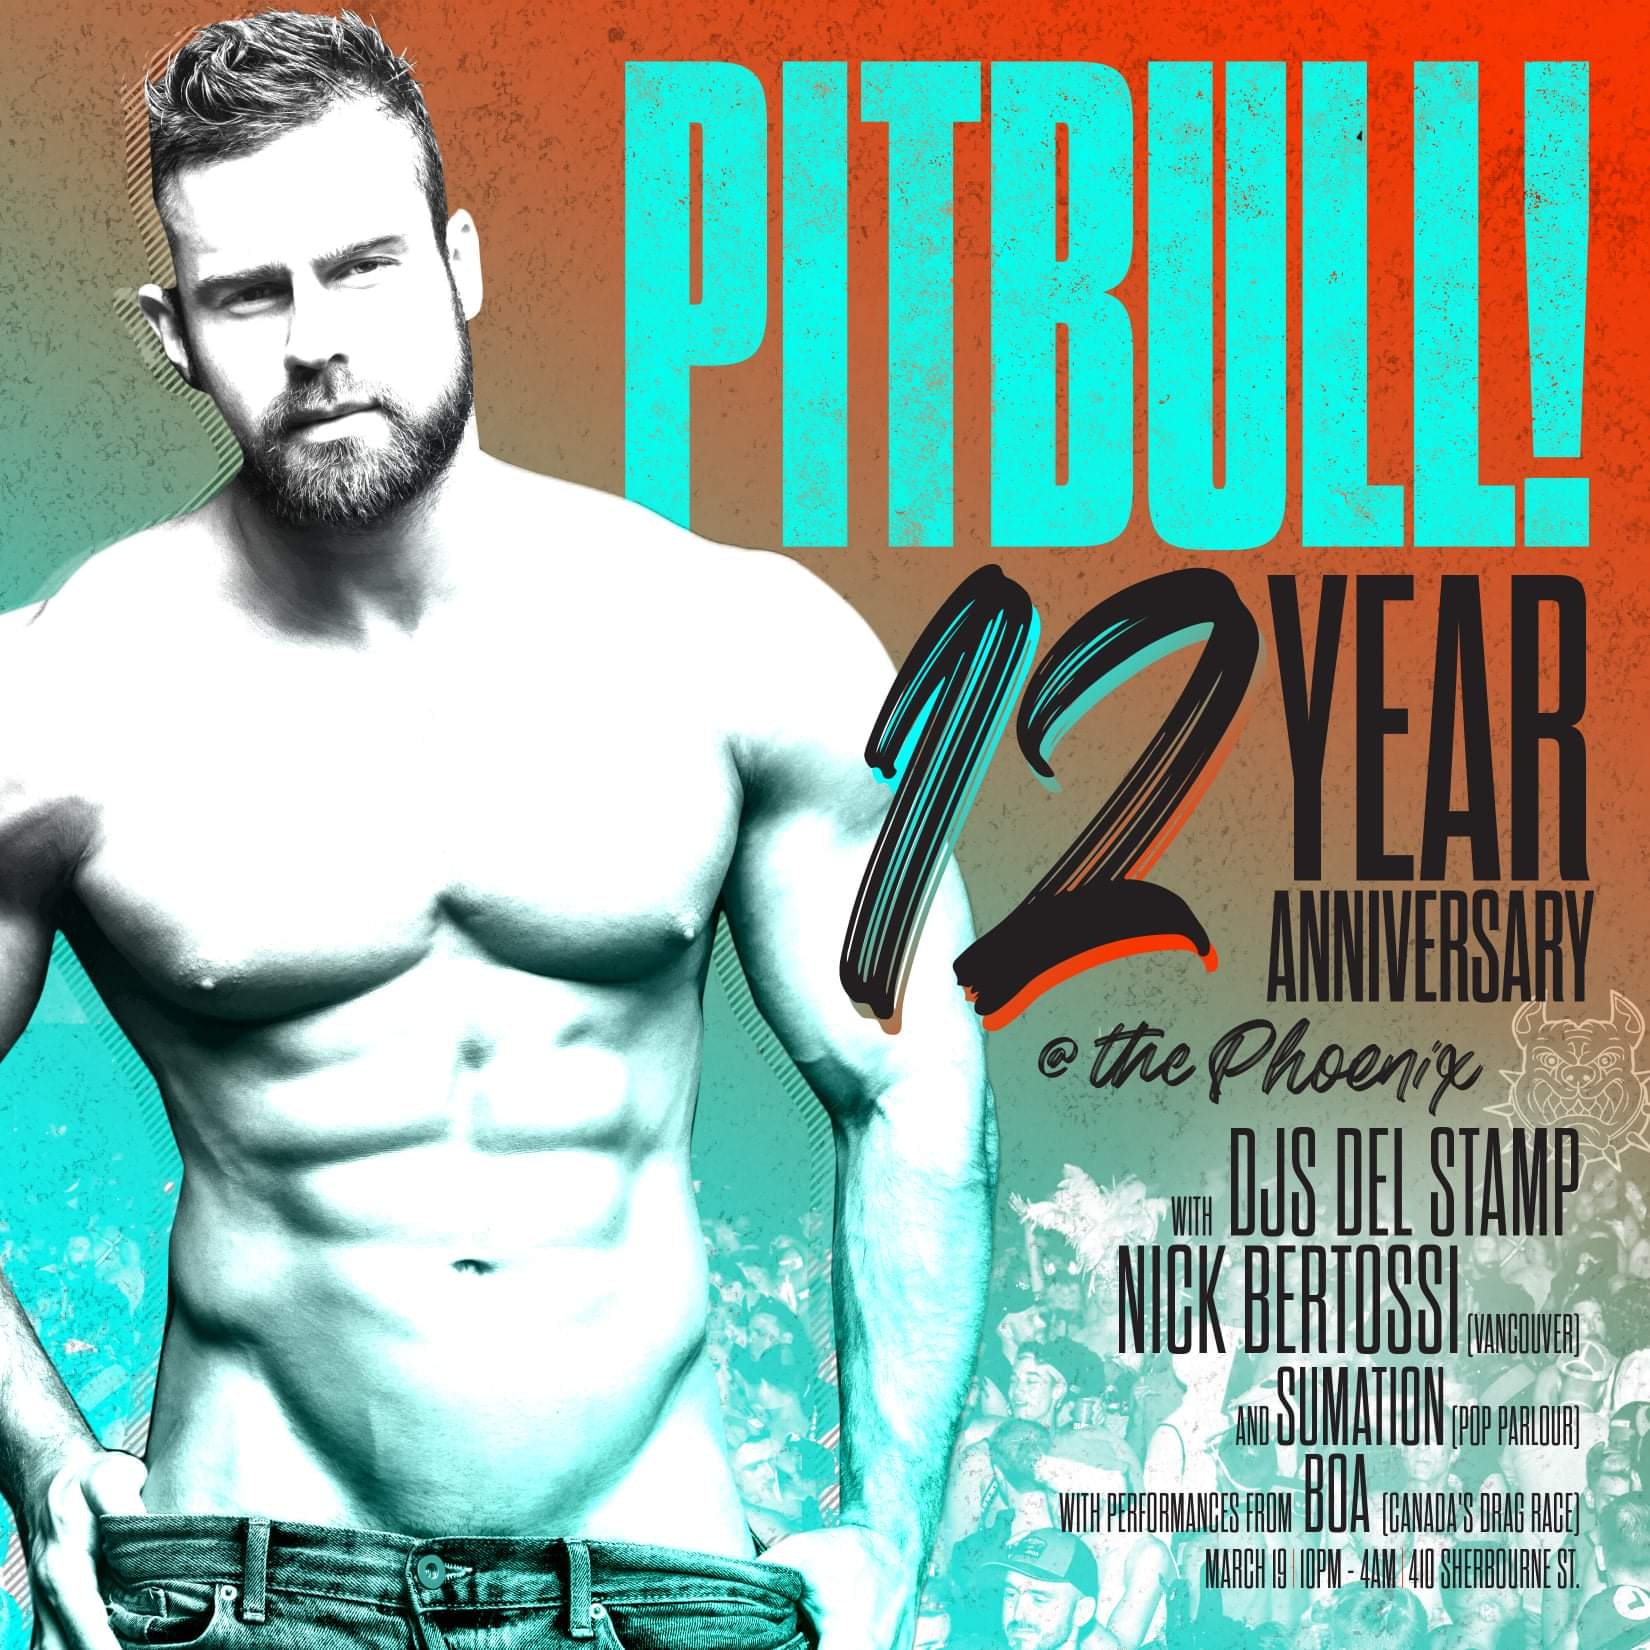 PITBULL!
12 YEAR
ANNIVERSARY
@ the Phoenix
WITH DJS DEL STAMP
NICK BERTOSSI (VANCOUVER)
AND SUMATION (POP PARLOUR)
WITH PERFORMANCES FROM BOA (CANADA'S DRAG RACE)
MARCH 19 | 10PM - 4AM | 410 SHERBOURNE ST.